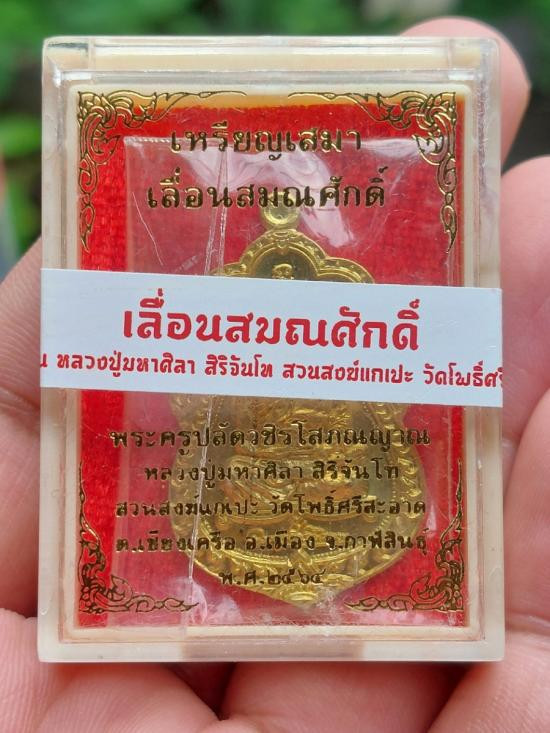 เหรียญเสมา
เลื่อนสมณศักดิ์
เลื่อนสมณศักดิ์
น หลวงปู่มหาศิลา สิริจันโท สวนสงฆ์แกเปะ วัดโพธิ์ศรี
พระครูปลัดวชิรโสภณญาณ
หลวงปู่มหาศิลา สิริจันโท
สวนสงฆ์แกเปะ วัดโพธิ์ศรีสะอาด
ต.เชียงเครือ อ.เมือง จ.กาฬสินธุ์
พ.ศ.๒๕๖๔